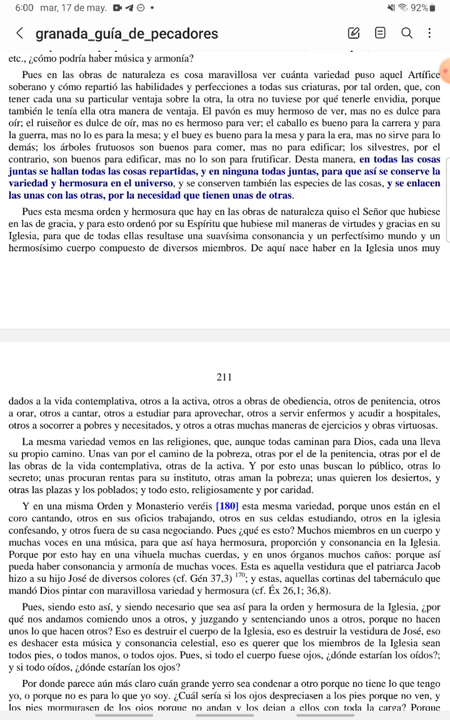 6:00 mar, 17 de may.
92%
granada_guía_de_pecadores
etc., ¿cómo podría haber música y armonía?
Pues en las obras de naturaleza es cosa maravillosa ver cuánta variedad puso aquel Artífice
soberano y cómo repartió las habilidades y perfecciones a todas sus criaturas, por tal orden, que, con
tener cada una su particular ventaja sobre la otra, la otra no tuviese por qué tenerle envidia, porque
también le tenía ella otra manera de ventaja. El pavón es muy hermoso de ver, mas no es dulce para
oír; el ruiseñor es dulce de oír, mas no es hermoso para ver; el caballo es bueno para la carrera y para
la guerra, mas no lo es para la mesa; y el buey es bueno para la mesa y para la era, mas no sirve para lo
demás; los árboles frutuosos son buenos para comer, mas no para edificar; los silvestres, por el
contrario, son buenos para edificar, mas no lo son para frutificar. Desta manera, en todas las cosas
juntas se hallan todas las cosas repartidas, y en ninguna todas juntas, para que así se conserve la
variedad y hermosura en el universo, y se conserven también las especies de las cosas, y se enlacen
las unas con las otras, por la necesidad que tienen unas de otras.
Pues esta mesma orden y hermosura que hay en las obras de naturaleza quiso el Señor que hubiese
en las de gracia, y para esto ordenó por su Espíritu que hubiese mil maneras de virtudes y gracias en su
Iglesia, para que de todas ellas resultase una suavísima consonancia y un perfectísimo mundo y un
hermosísimo cuerpo compuesto de diversos miembros. De aquí nace haber en la Iglesia unos muy
211
dados a la vida contemplativa, otros a la activa, otros a obras de obediencia, otros de penitencia, otros
a orar, otros a cantar, otros a estudiar para aprovechar, otros a servir enfermos y acudir a hospitales,
otros a socorrer a pobres y necesitados, y otros a otras muchas maneras de ejercicios y obras virtuosas.
La mesma variedad vemos en las religiones, que, aunque todas caminan para Dios, cada una lleva
su propio camino. Unas van por el camino de la pobreza, otras por el de la penitencia, otras por el de
las obras de la vida contemplativa, otras de la activa. Y por esto unas buscan lo público, otras lo
secreto; unas procuran rentas para su instituto, otras aman la pobreza; unas quieren los desiertos, y
otras las plazas y los poblados; y todo esto, religiosamente y por caridad.
Y en una misma Orden y Monasterio veréis [180] esta mesma variedad, porque unos están en el
coro cantando, otros en sus oficios trabajando, otros en sus celdas estudiando, otros en la iglesia
confesando, y otros fuera de su casa negociando. Pues ¿qué es esto? Muchos miembros en un cuerpo y
muchas voces en una música, para que así haya hermosura, proporción y consonancia en la Iglesia.
Porque por esto hay en una vihuela muchas cuerdas, y en unos órganos muchos caños: porque así
pueda haber consonancia y armonía de muchas voces. Esta es aquella vestidura que el patriarca Jacob
hizo a su hijo José de diversos colores (cf. Gén 37,3) 170; y estas, aquellas cortinas del tabernáculo que
mandó Dios pintar con maravillosa variedad y hermosura (cf. Éx 26,1; 36,8).
Pues, siendo esto así, y siendo necesario que sea así para la orden y hermosura de la Iglesia, ¿por
qué nos andamos comiendo unos a otros, y juzgando y sentenciando unos a otros, porque no hacen
unos lo que hacen otros? Eso es destruir el cuerpo de la Iglesia, eso es destruir la vestidura de José, eso
es deshacer esta música y consonancia celestial, eso es querer que los miembros de la Iglesia sean
todos pies, o todos manos, o todos ojos. Pues, si todo el cuerpo fuese ojos, ¿dónde estarían los oídos?;
y si todo oídos, ¿dónde estarían los ojos?
Por donde parece aún más claro cuán grande yerro sea condenar a otro porque no tiene lo que tengo
yo, o porque no es para lo que yo soy. ¿Cuál sería si los ojos despreciasen a los pies porque no ven, y
los pies murmurasen de los ojos porque no andan y los dejan a ellos con toda la carga? Porque